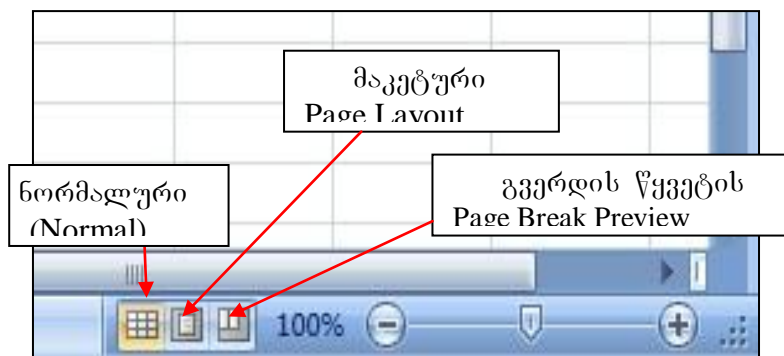 მაკეტური
Page Layout
ნორმალური
(Normal)
გვერდის წყვეტის
Page Break Preview
100%